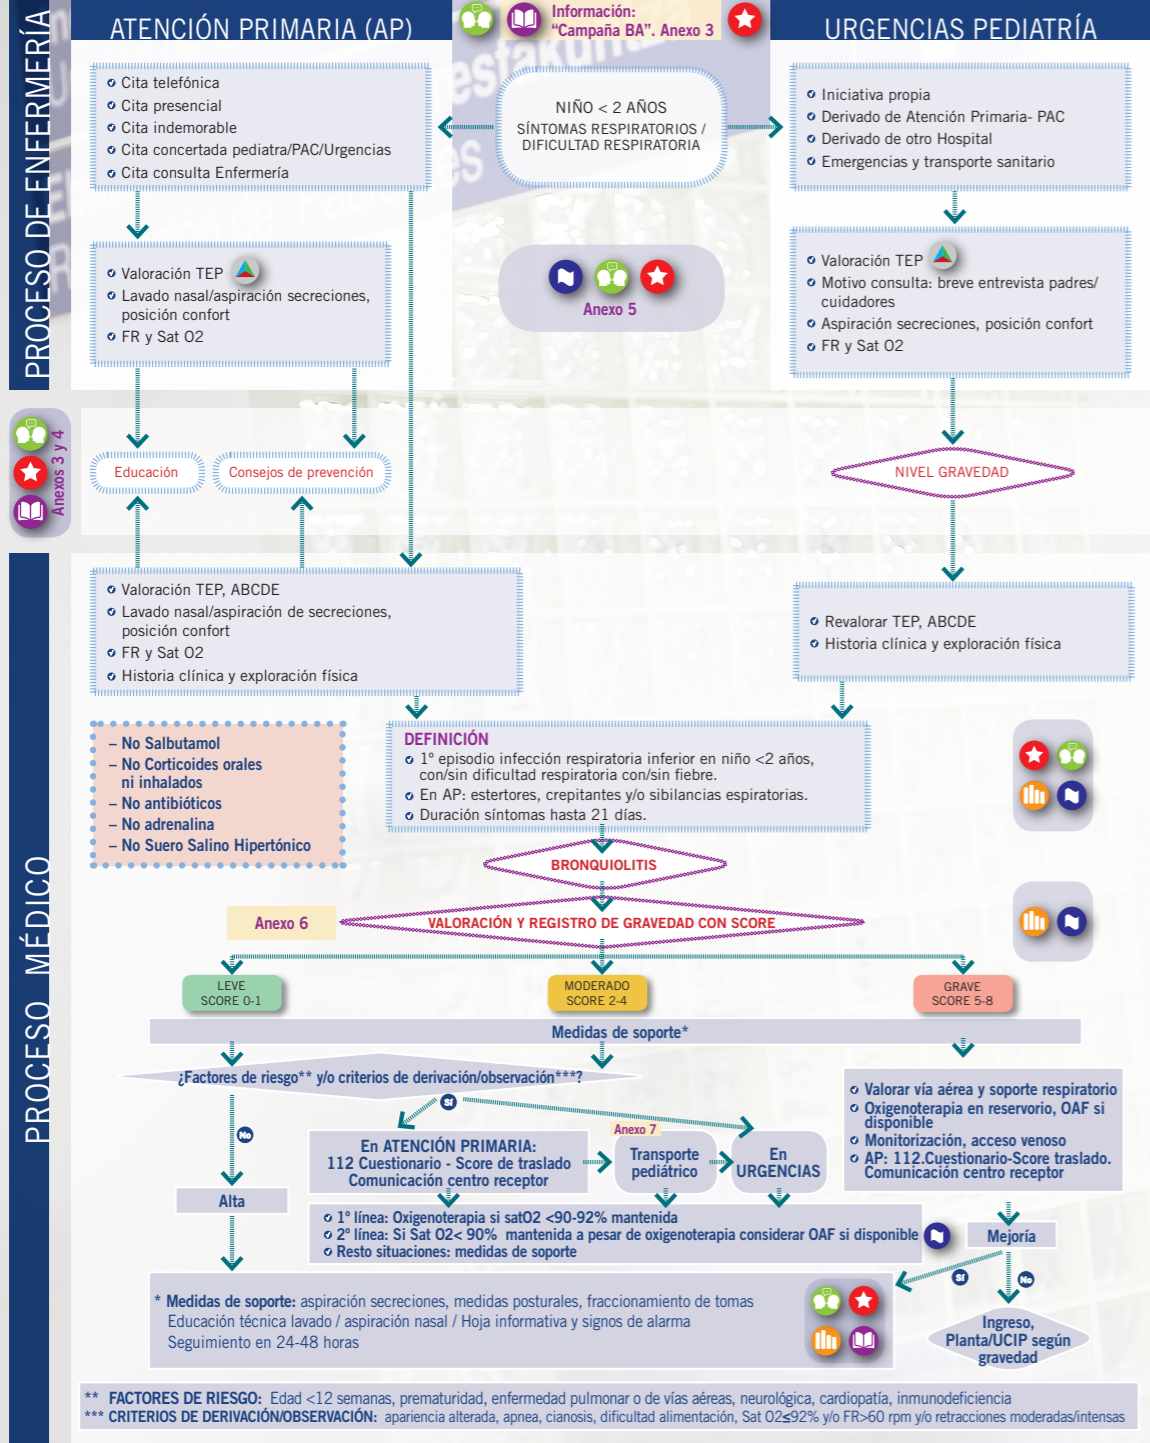 PROCESO DE ENFERMERÍA
ATENCIÓN PRIMARIA (AP)
Información:
“Campaña BA”. Anexo 3
URGENCIAS PEDIATRÍA
Cita telefónica
Cita presencial
Cita indemorable
Cita concertada pediatra/PAC/Urgencias
Cita consulta Enfermería
NIÑO < 2 AÑOS
SÍNTOMAS RESPIRATORIOS /
DIFICULTAD RESPIRATORIA
Iniciativa propia
Derivado de Atención Primaria- PAC
Derivado de otro Hospital
Emergencias y transporte sanitario
Valoración TEP
Lavado nasal/aspiración secreciones,
posición confort
FR y Sat O2
Anexo 5
Valoración TEP
Motivo consulta: breve entrevista padres/
cuidadores
Aspiración secreciones, posición confort
FR y Sat O2
Anexos 3 y 4
Educación
Consejos de prevención
NIVEL GRAVEDAD
PROCESO MÉDICO
Valoración TEP, ABCDE
Lavado nasal/aspiración de secreciones,
posición confort
FR y Sat O2
Historia clínica y exploración física
Revalorar TEP, ABCDE
Historia clínica y exploración física
– No Salbutamol
– No Corticoides orales
ni inhalados
– No antibióticos
– No adrenalina
– No Suero Salino Hipertónico
DEFINICIÓN
1º episodio infección respiratoria inferior en niño <2 años,
con/sin dificultad respiratoria con/sin fiebre.
En AP: estertores, crepitantes y/o sibilancias espiratorias.
Duración síntomas hasta 21 días.
BRONQUIOLITIS
Anexo 6
VALORACIÓN Y REGISTRO DE GRAVEDAD CON SCORE
LEVE
SCORE 0-1
MODERADO
SCORE 2-4
GRAVE
SCORE 5-8
Medidas de soporte*
¿Factores de riesgo** y/o criterios de derivación/observación***?
Sí
No
Alta
En ATENCIÓN PRIMARIA:
112 Cuestionario - Score de traslado
Comunicación centro receptor
Anexo 7
Transporte
pediátrico
En
URGENCIAS
Valorar vía aérea y soporte respiratorio
Oxigenoterapia en reservorio, OAF si
disponible
Monitorización, acceso venoso
AP: 112.Cuestionario-Score traslado.
Comunicación centro receptor
1º línea: Oxigenoterapia si satO2 <90-92% mantenida
2º línea: Si Sat O2< 90% mantenida a pesar de oxigenoterapia considerar OAF si disponible
Resto situaciones: medidas de soporte
Mejoría
Sí
No
Ingreso,
Planta/UCIP según
gravedad
* Medidas de soporte: aspiración secreciones, medidas posturales, fraccionamiento de tomas
Educación técnica lavado / aspiración nasal / Hoja informativa y signos de alarma
Seguimiento en 24-48 horas
** FACTORES DE RIESGO: Edad <12 semanas, prematuridad, enfermedad pulmonar o de vías aéreas, neurológica, cardiopatía, inmunodeficiencia
*** CRITERIOS DE DERIVACIÓN/OBSERVACIÓN: apariencia alterada, apnea, cianosis, dificultad alimentación, Sat O2≤92% y/o FR>60 rpm y/o retracciones moderadas/intensas